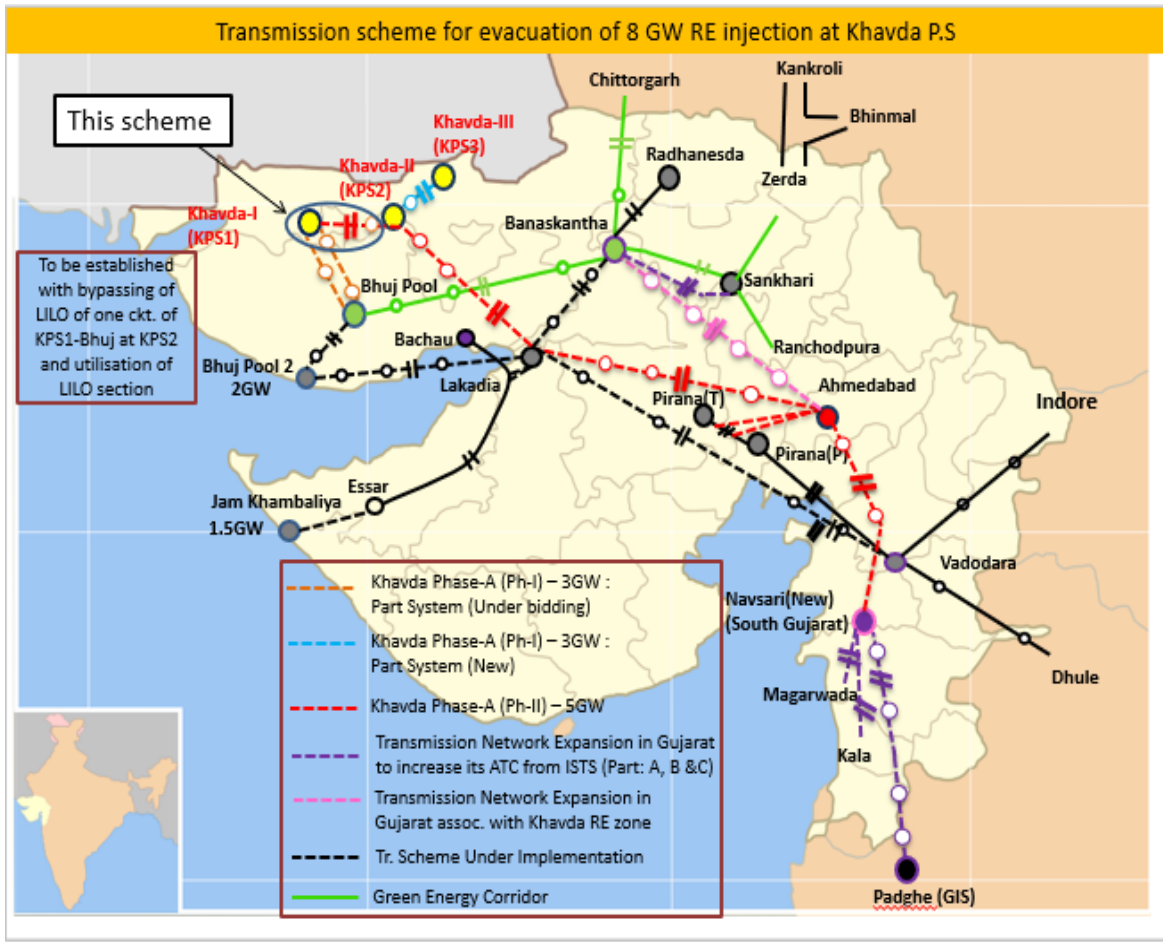 Transmission scheme for evacuation of 8 GW RE injection at Khavda P.S
Chittorgarh
Kankroli
Bhinmal
This scheme
Khavda-III
(KPS3)
Radhanesda
Zerda
Khavda-II
(KPS2)
Khavda-I
(KPS1)
Banaskantha
To be established
with bypassing of
LILO of one ckt. of
KPS1-Bhuj at KPS2
and utilisation of
LILO section
Bhuj Pool
Sankhari
Bachau
Ranchodpura
Bhuj Pool 2
2GW
Lakadia
Ahmedabad
Pirana(T)
Indore
Pirana(P)
Essar
Jam Khambaliya
1.5GW
Vadodara
Navsari(New)
(South Gujarat)
Dhule
Magarwada
Kala
Padghe (GIS)
Khavda Phase-A (Ph-I) – 3GW :
Part System (Under bidding)
Khavda Phase-A (Ph-I) – 3GW :
Part System (New)
Khavda Phase-A (Ph-II) – 5GW
Transmission Network Expansion in Gujarat
to increase its ATC from ISTS (Part: A, B &C)
Transmission Network Expansion in
Gujarat assoc. with Khavda RE zone
Tr. Scheme Under Implementation
Green Energy Corridor